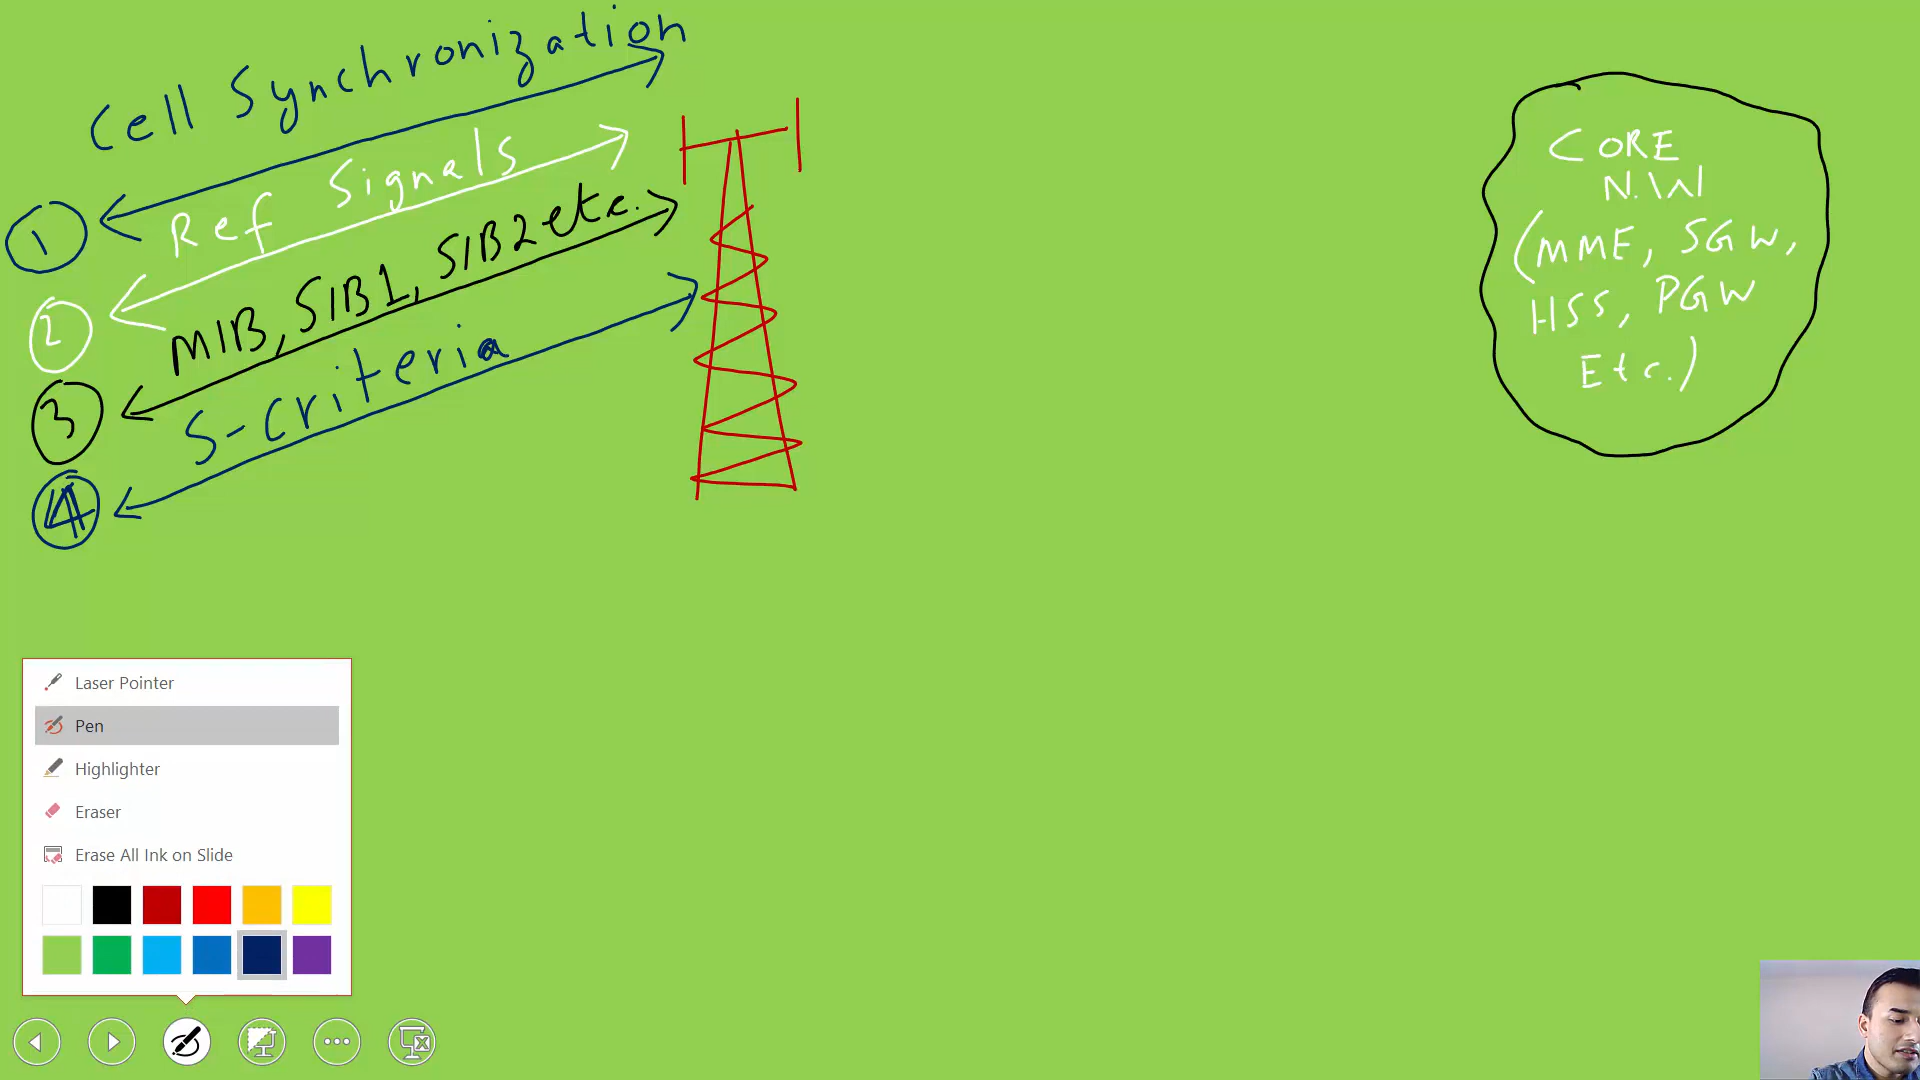 Cell Synchronization
1
Ref Signals
2
MIB, SIB1, SIB2 etc.
3
S-Criteria
4
CORE
N.W
(MME, SGW,
HSS, PGW
Etc.)
Laser Pointer
Pen
Highlighter
Eraser
Erase All Ink on Slide